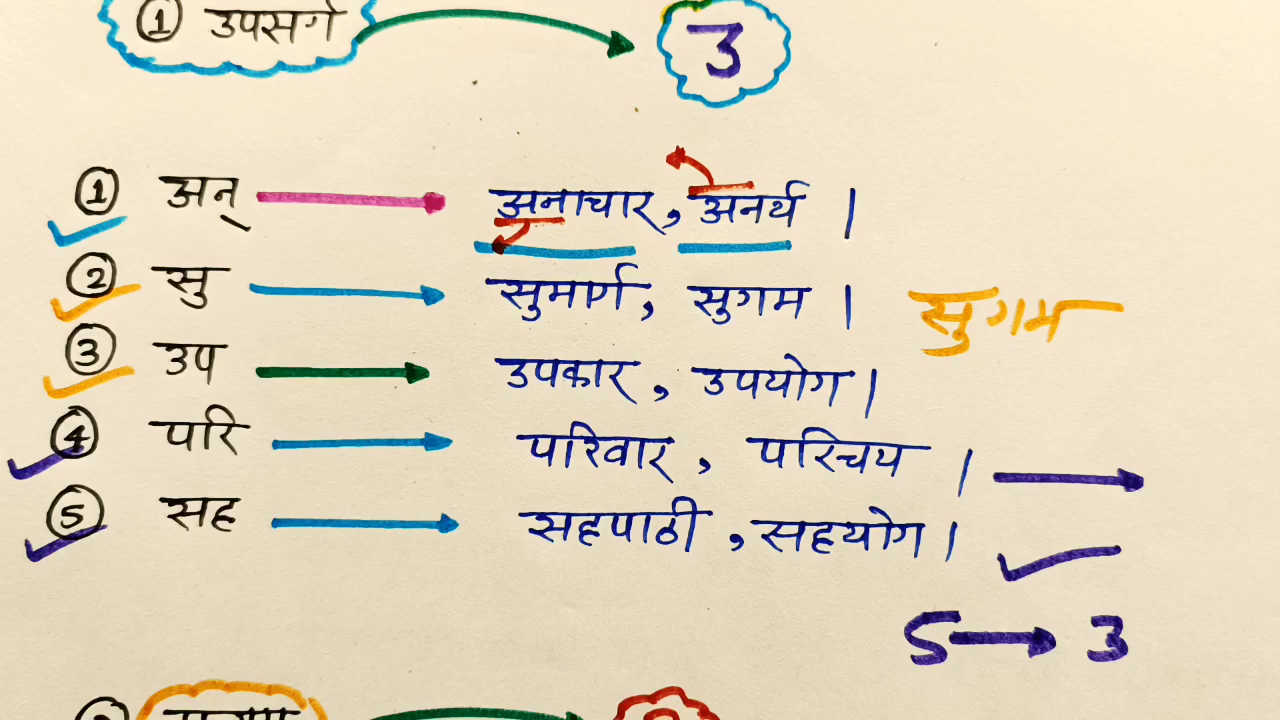 ① उपसर्ग → 3
① अन् → अनाचार, अनर्थ ।
② सु → सुमार्ग, सुगम । सुगम
③ उप → उपकार, उपयोग ।
④ परि → परिवार, परिचय । →
⑤ सह → सहपाठी, सहयोग ।
5 → 3